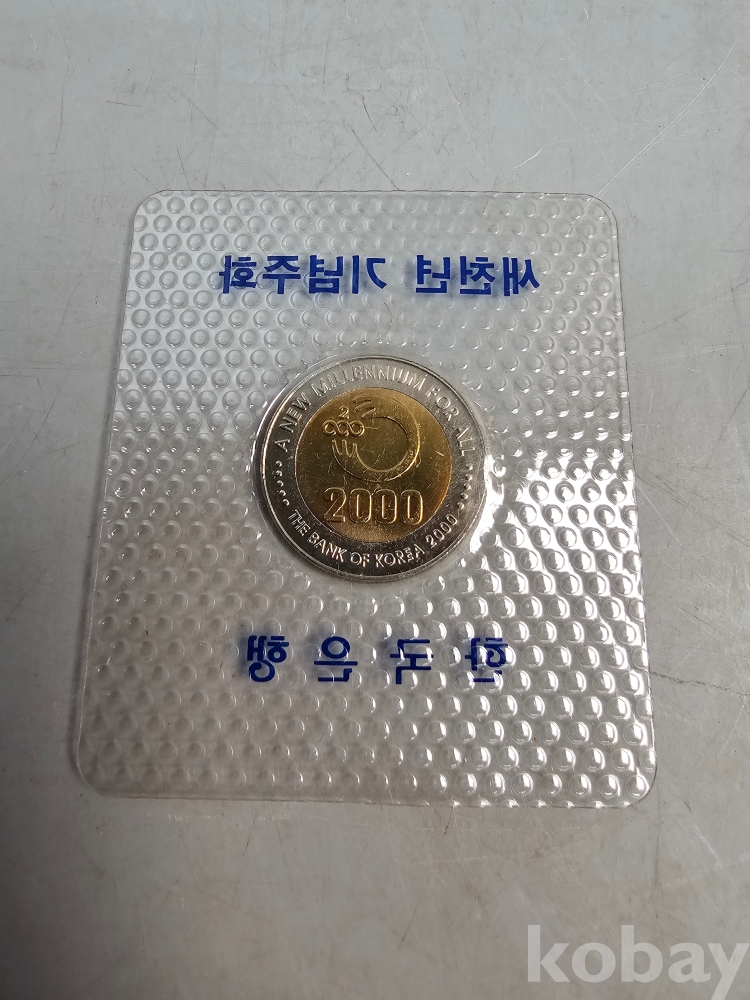 새천년 기념주화
A NEW MILLENNIUM FOR ALL
2000
THE BANK OF KOREA 2000
한국은행
kobay